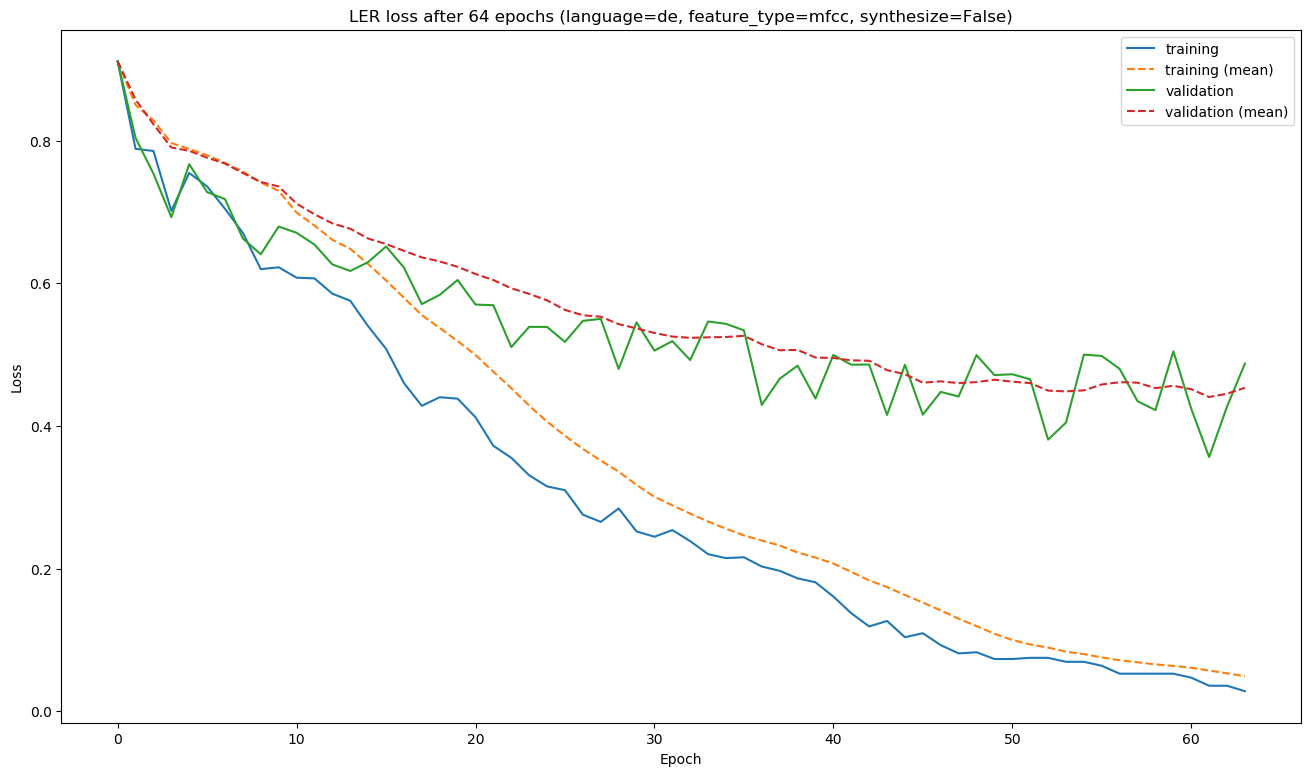 LER loss after 64 epochs (language=de, feature_type=mfcc, synthesize=False)
training
training (mean)
validation
validation (mean)
0.8
0.6
0.4
0.2
0.0
Loss
0 10 20 30 40 50 60
Epoch